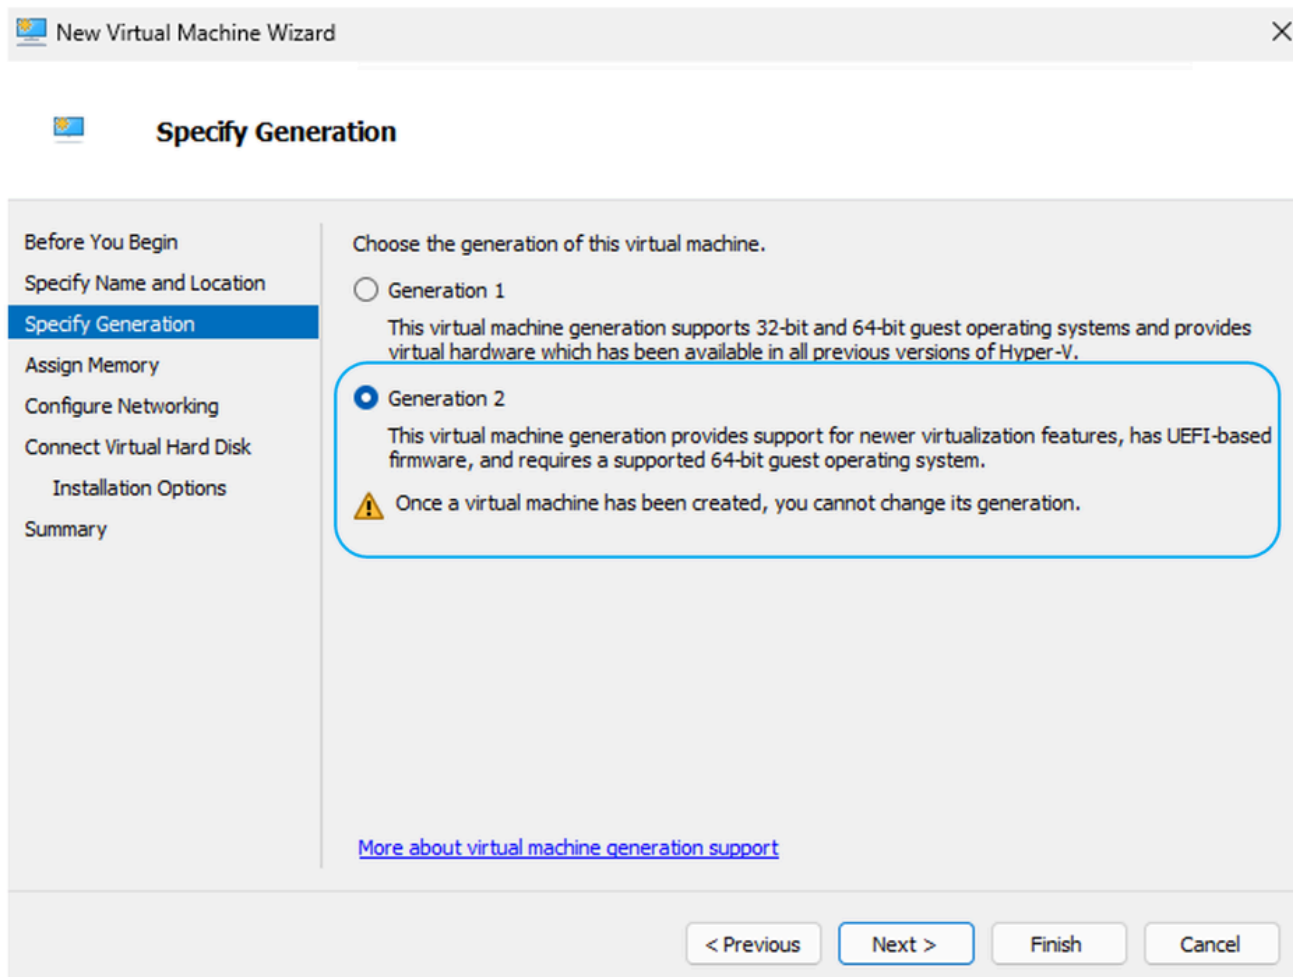 New Virtual Machine Wizard
Specify Generation
Before You Begin
Specify Name and Location
Specify Generation
Assign Memory
Configure Networking
Connect Virtual Hard Disk
Installation Options
Summary
Choose the generation of this virtual machine.
Generation 1
This virtual machine generation supports 32-bit and 64-bit guest operating systems and provides
virtual hardware which has been available in all previous versions of Hyper-V.
Generation 2
This virtual machine generation provides support for newer virtualization features, has UEFI-based
firmware, and requires a supported 64-bit guest operating system.
Once a virtual machine has been created, you cannot change its generation.
More about virtual machine generation support
< Previous
Next >
Finish
Cancel